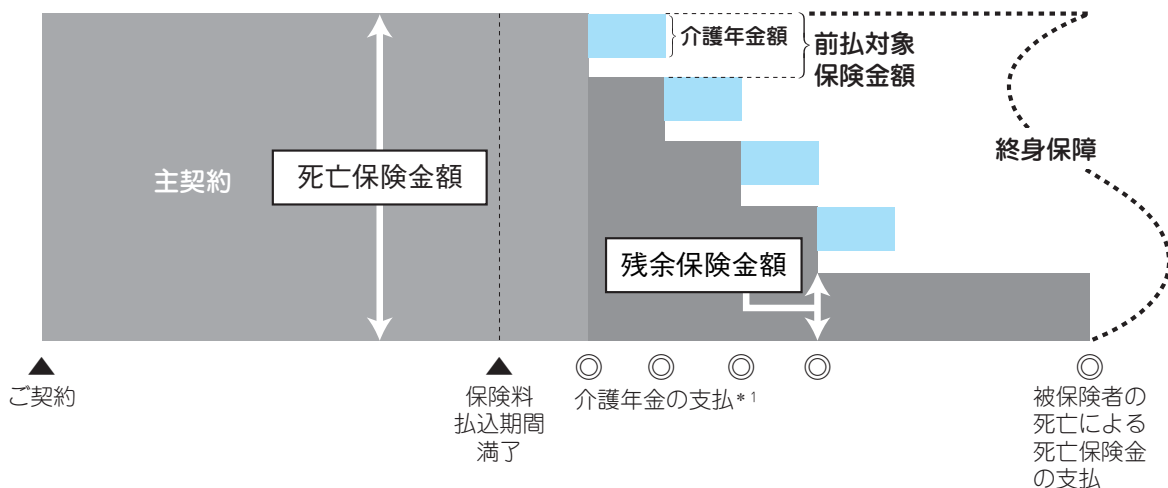 介護年金額
前払対象
保険金額
終身保障
主契約
死亡保険金額
残余保険金額
◎ ◎ ◎ ◎ ◎
▲ ▲
ご契約
保険料
払込期間
満了
介護年金の支払*1
被保険者の
死亡による
死亡保険金
の支払